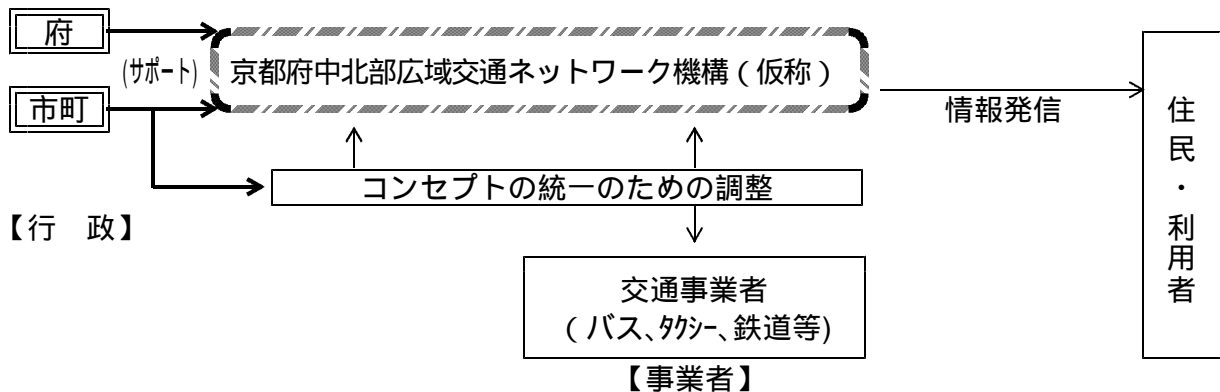 府
(サポート)
京都府中北部広域交通ネットワーク機構（仮称）
市町
情報発信
コンセプトの統一のための調整
【行　政】
交通事業者
（バス、タクシー、鉄道等)
【事業者】
住民・利用者